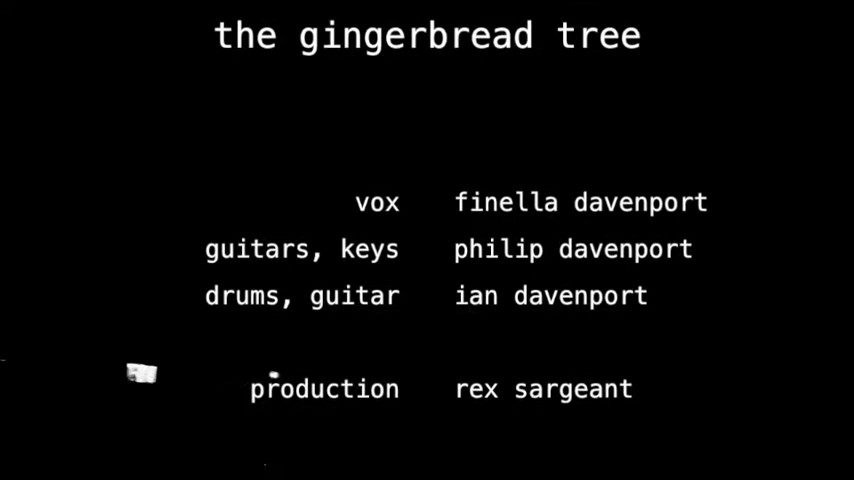 the gingerbread tree
vox finella davenport
guitars, keys philip davenport
drums, guitar ian davenport
production rex sargeant